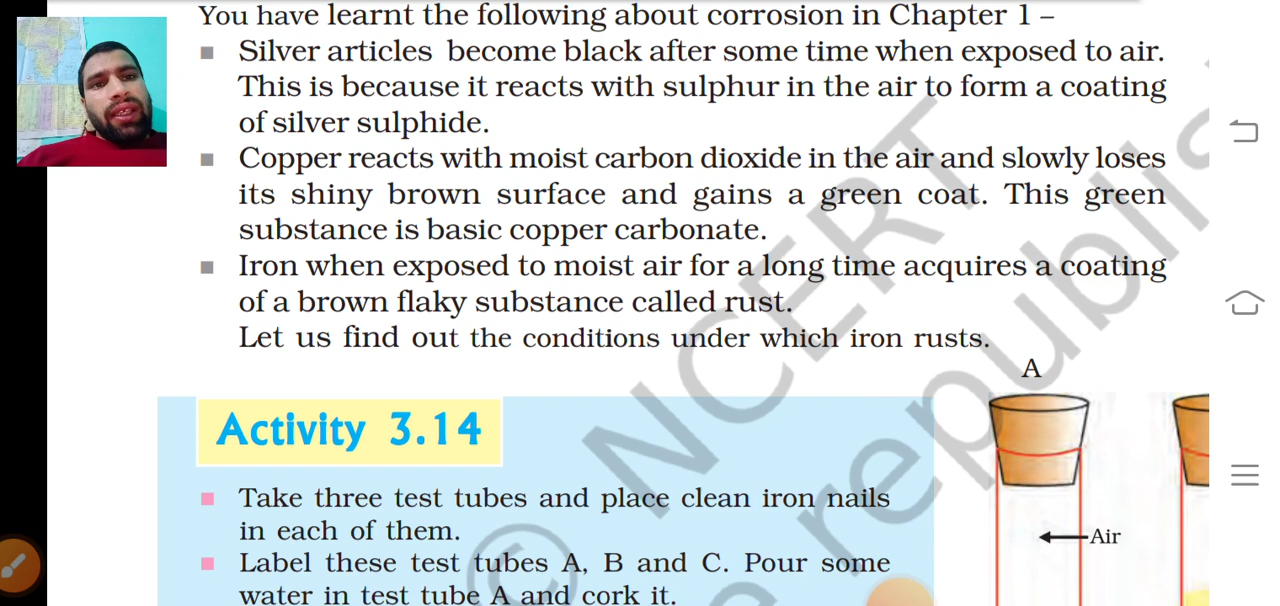 You have learnt the following about corrosion in Chapter 1 –
■ Silver articles become black after some time when exposed to air.
This is because it reacts with sulphur in the air to form a coating
of silver sulphide.
■ Copper reacts with moist carbon dioxide in the air and slowly loses
its shiny brown surface and gains a green coat. This green
substance is basic copper carbonate.
■ Iron when exposed to moist air for a long time acquires a coating
of a brown flaky substance called rust.
Let us find out the conditions under which iron rusts.
A
Activity 3.14
■ Take three test tubes and place clean iron nails
in each of them.
■ Label these test tubes A, B and C. Pour some
water in test tube A and cork it.
Air
© NCERT
republis